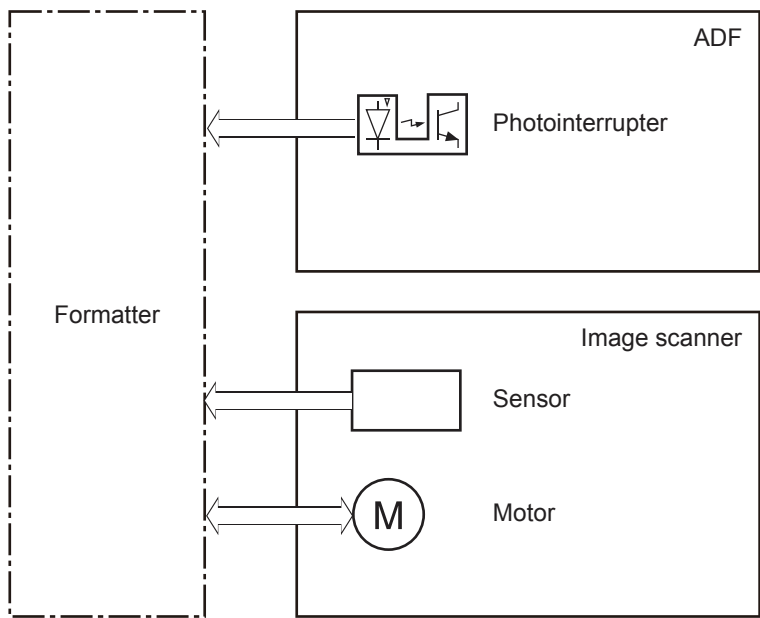 ADF
Photointerrupter
Formatter
Image scanner
Sensor
M
Motor